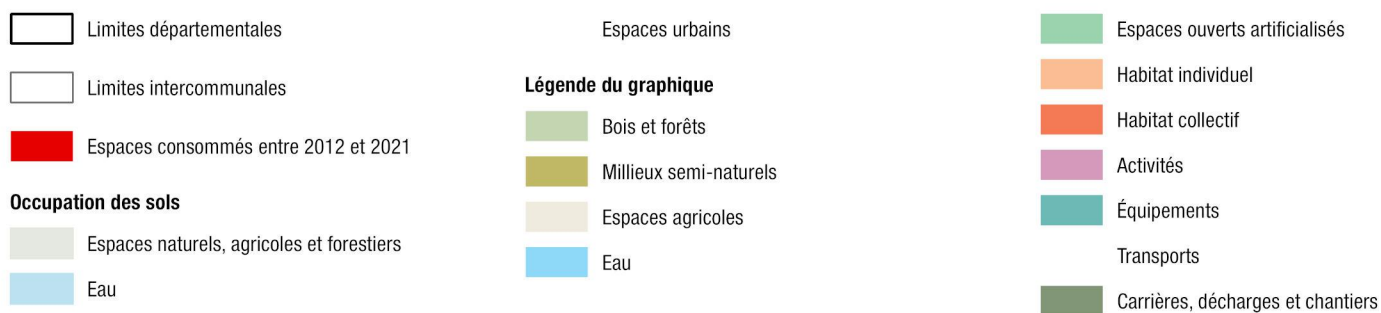 Limites départementales
Limites intercommunales
Espaces consommés entre 2012 et 2021
Occupation des sols
Espaces naturels, agricoles et forestiers
Eau
Espaces urbains
Légende du graphique
Bois et forêts
Millieux semi-naturels
Espaces agricoles
Eau
Espaces ouverts artificialisés
Habitat individuel
Habitat collectif
Activités
Équipements
Transports
Carrières, décharges et chantiers